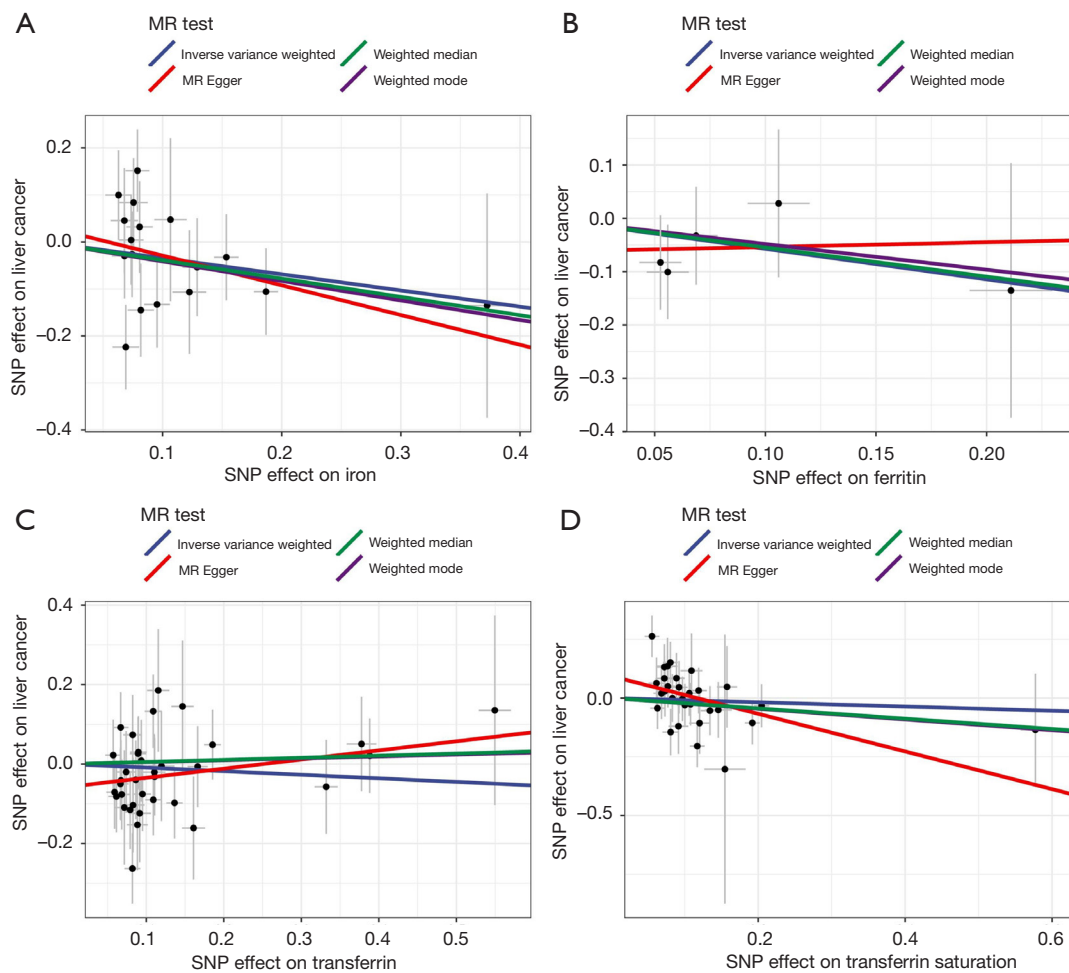 A
MR test
Inverse variance weighted
Weighted median
MR Egger
Weighted mode
SNP effect on liver cancer
0.2
0.0
−0.2
−0.4
0.1
0.2
0.3
0.4
SNP effect on iron
B
MR test
Inverse variance weighted
Weighted median
MR Egger
Weighted mode
SNP effect on liver cancer
0.1
0.0
−0.1
−0.2
−0.3
−0.4
0.05
0.10
0.15
0.20
SNP effect on ferritin
C
MR test
Inverse variance weighted
Weighted median
MR Egger
Weighted mode
SNP effect on liver cancer
0.4
0.2
0.0
−0.2
0.1
0.2
0.3
0.4
0.5
SNP effect on transferrin
D
MR test
Inverse variance weighted
Weighted median
MR Egger
Weighted mode
SNP effect on liver cancer
−0.0
−0.5
0.2
0.4
0.6
SNP effect on transferrin saturation